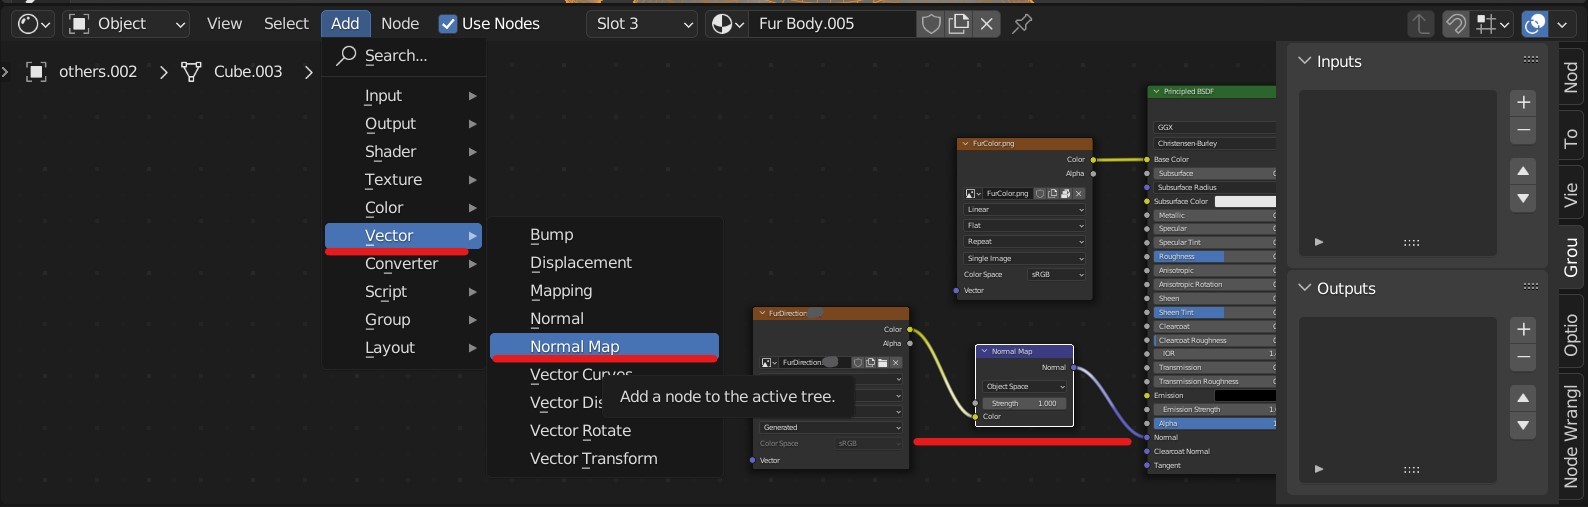 Object View Select Add Node Use Nodes Slot 3 Fur Body.005
others.002 Cube.003
Search...
Input
Output
Shader
Texture
Color
Vector
Converter
Script
Group
Layout
Bump
Displacement
Mapping
Normal
Normal Map
Vector Curves
Vector Dis
Vector Rotate
Vector Transform
Add a node to the active tree.
FurDirection
Color
Alpha
FurDirection
Generated
Color Space sRGB
Vector
FurColor.png
Color
Alpha
FurColor.png
Linear
Flat
Repeat
Single Image
Color Space sRGB
Vector
Normal Map
Normal
Object Space
Strength 1.000
Color
Principled BSDF
GGX
Christensen-Burley
Base Color
Subsurface
Subsurface Radius
Subsurface Color
Metallic
Specular
Specular Tint
Roughness
Anisotropic
Anisotropic Rotation
Sheen
Sheen Tint
Clearcoat
Clearcoat Roughness
IOR 1.
Transmission
Transmission Roughness
Emission
Emission Strength 1.
Alpha
Normal
Clearcoat Normal
Tangent
Inputs
Outputs
Nod
To
Vie
Grou
Optio
Node Wrangl